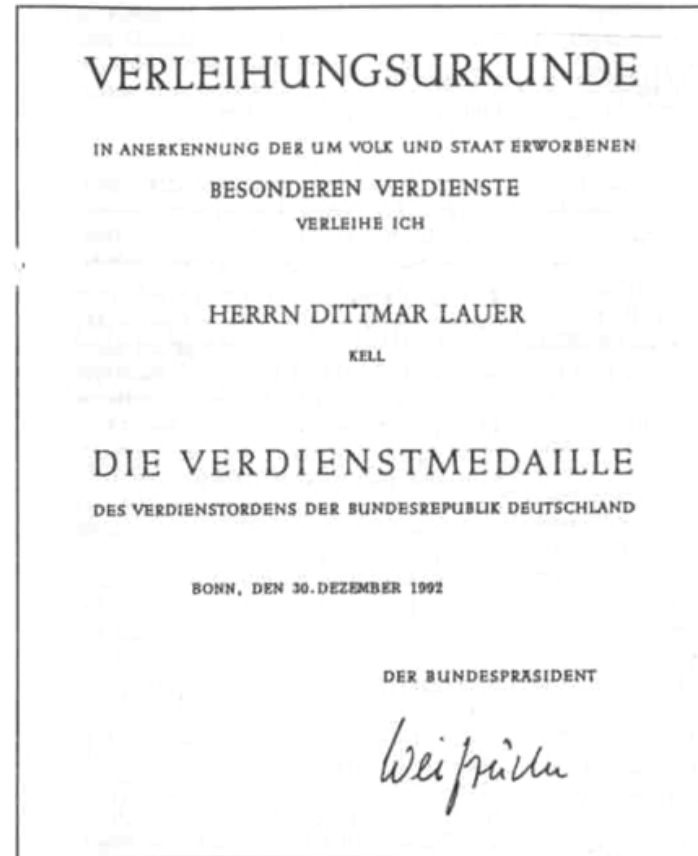 VERLEIHUNGSURKUNDE
IN ANERKENNUNG DER UM VOLK UND STAAT ERWORBENEN
BESONDEREN VERDIENSTE
VERLEIHE ICH
HERRN DITTMAR LAUER
KELL
DIE VERDIENSTMEDAILLE
DES VERDIENSTORDENS DER BUNDESREPUBLIK DEUTSCHLAND
BONN, DEN 30. DEZEMBER 1992
DER BUNDESPRÄSIDENT
Weizsäcker